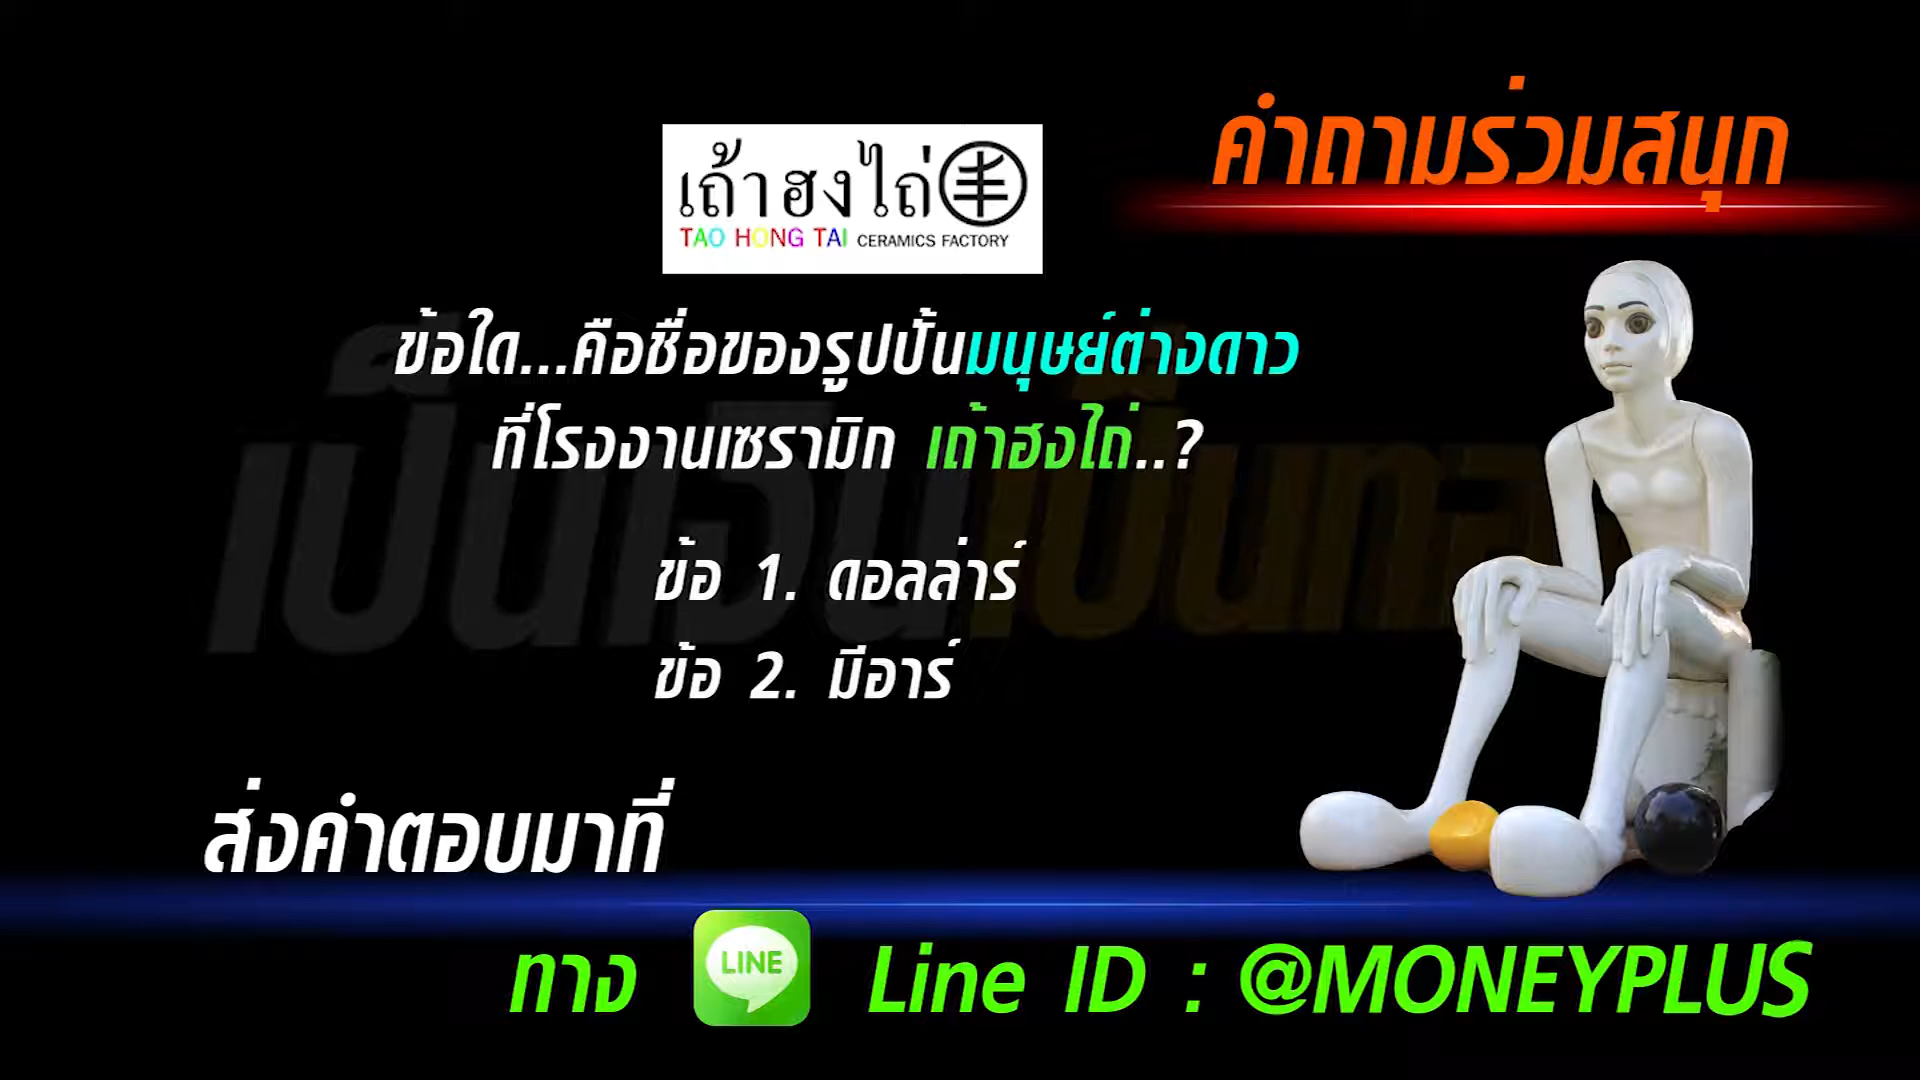 คำถามร่วมสนุก
เถ้าฮงไถ่
TAO HONG TAI CERAMICS FACTORY
ข้อใด...คือชื่อของรูปปั้นมนุษย์ต่างดาว
ที่โรงงานเซรามิก เถ้าฮงไถ่..?
ข้อ 1. ดอลล่าร์
ข้อ 2. มีอาร์
ส่งคำตอบมาที่
ทาง LINE Line ID : @MONEYPLUS